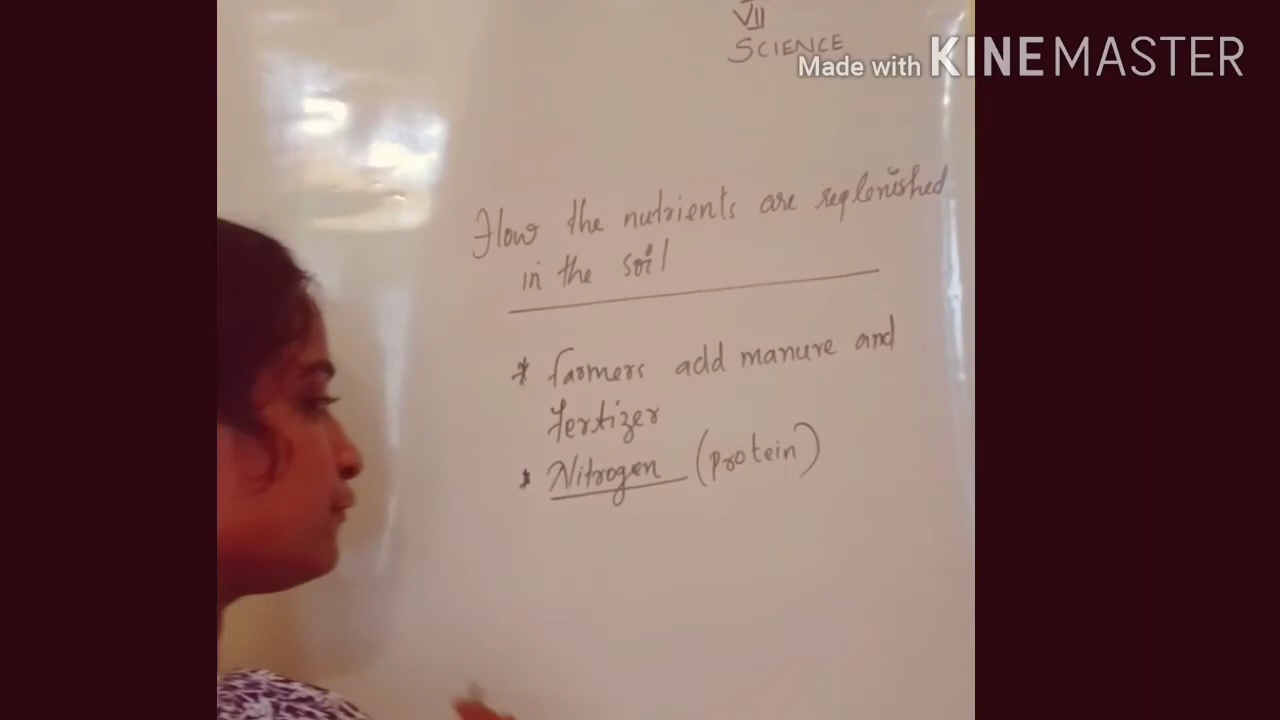 VII
SCIENCE
Made with KINEMASTER
How the nutrients are replenished
in the soil
* farmers add manure and
fertizer
* Nitrogen (protein)